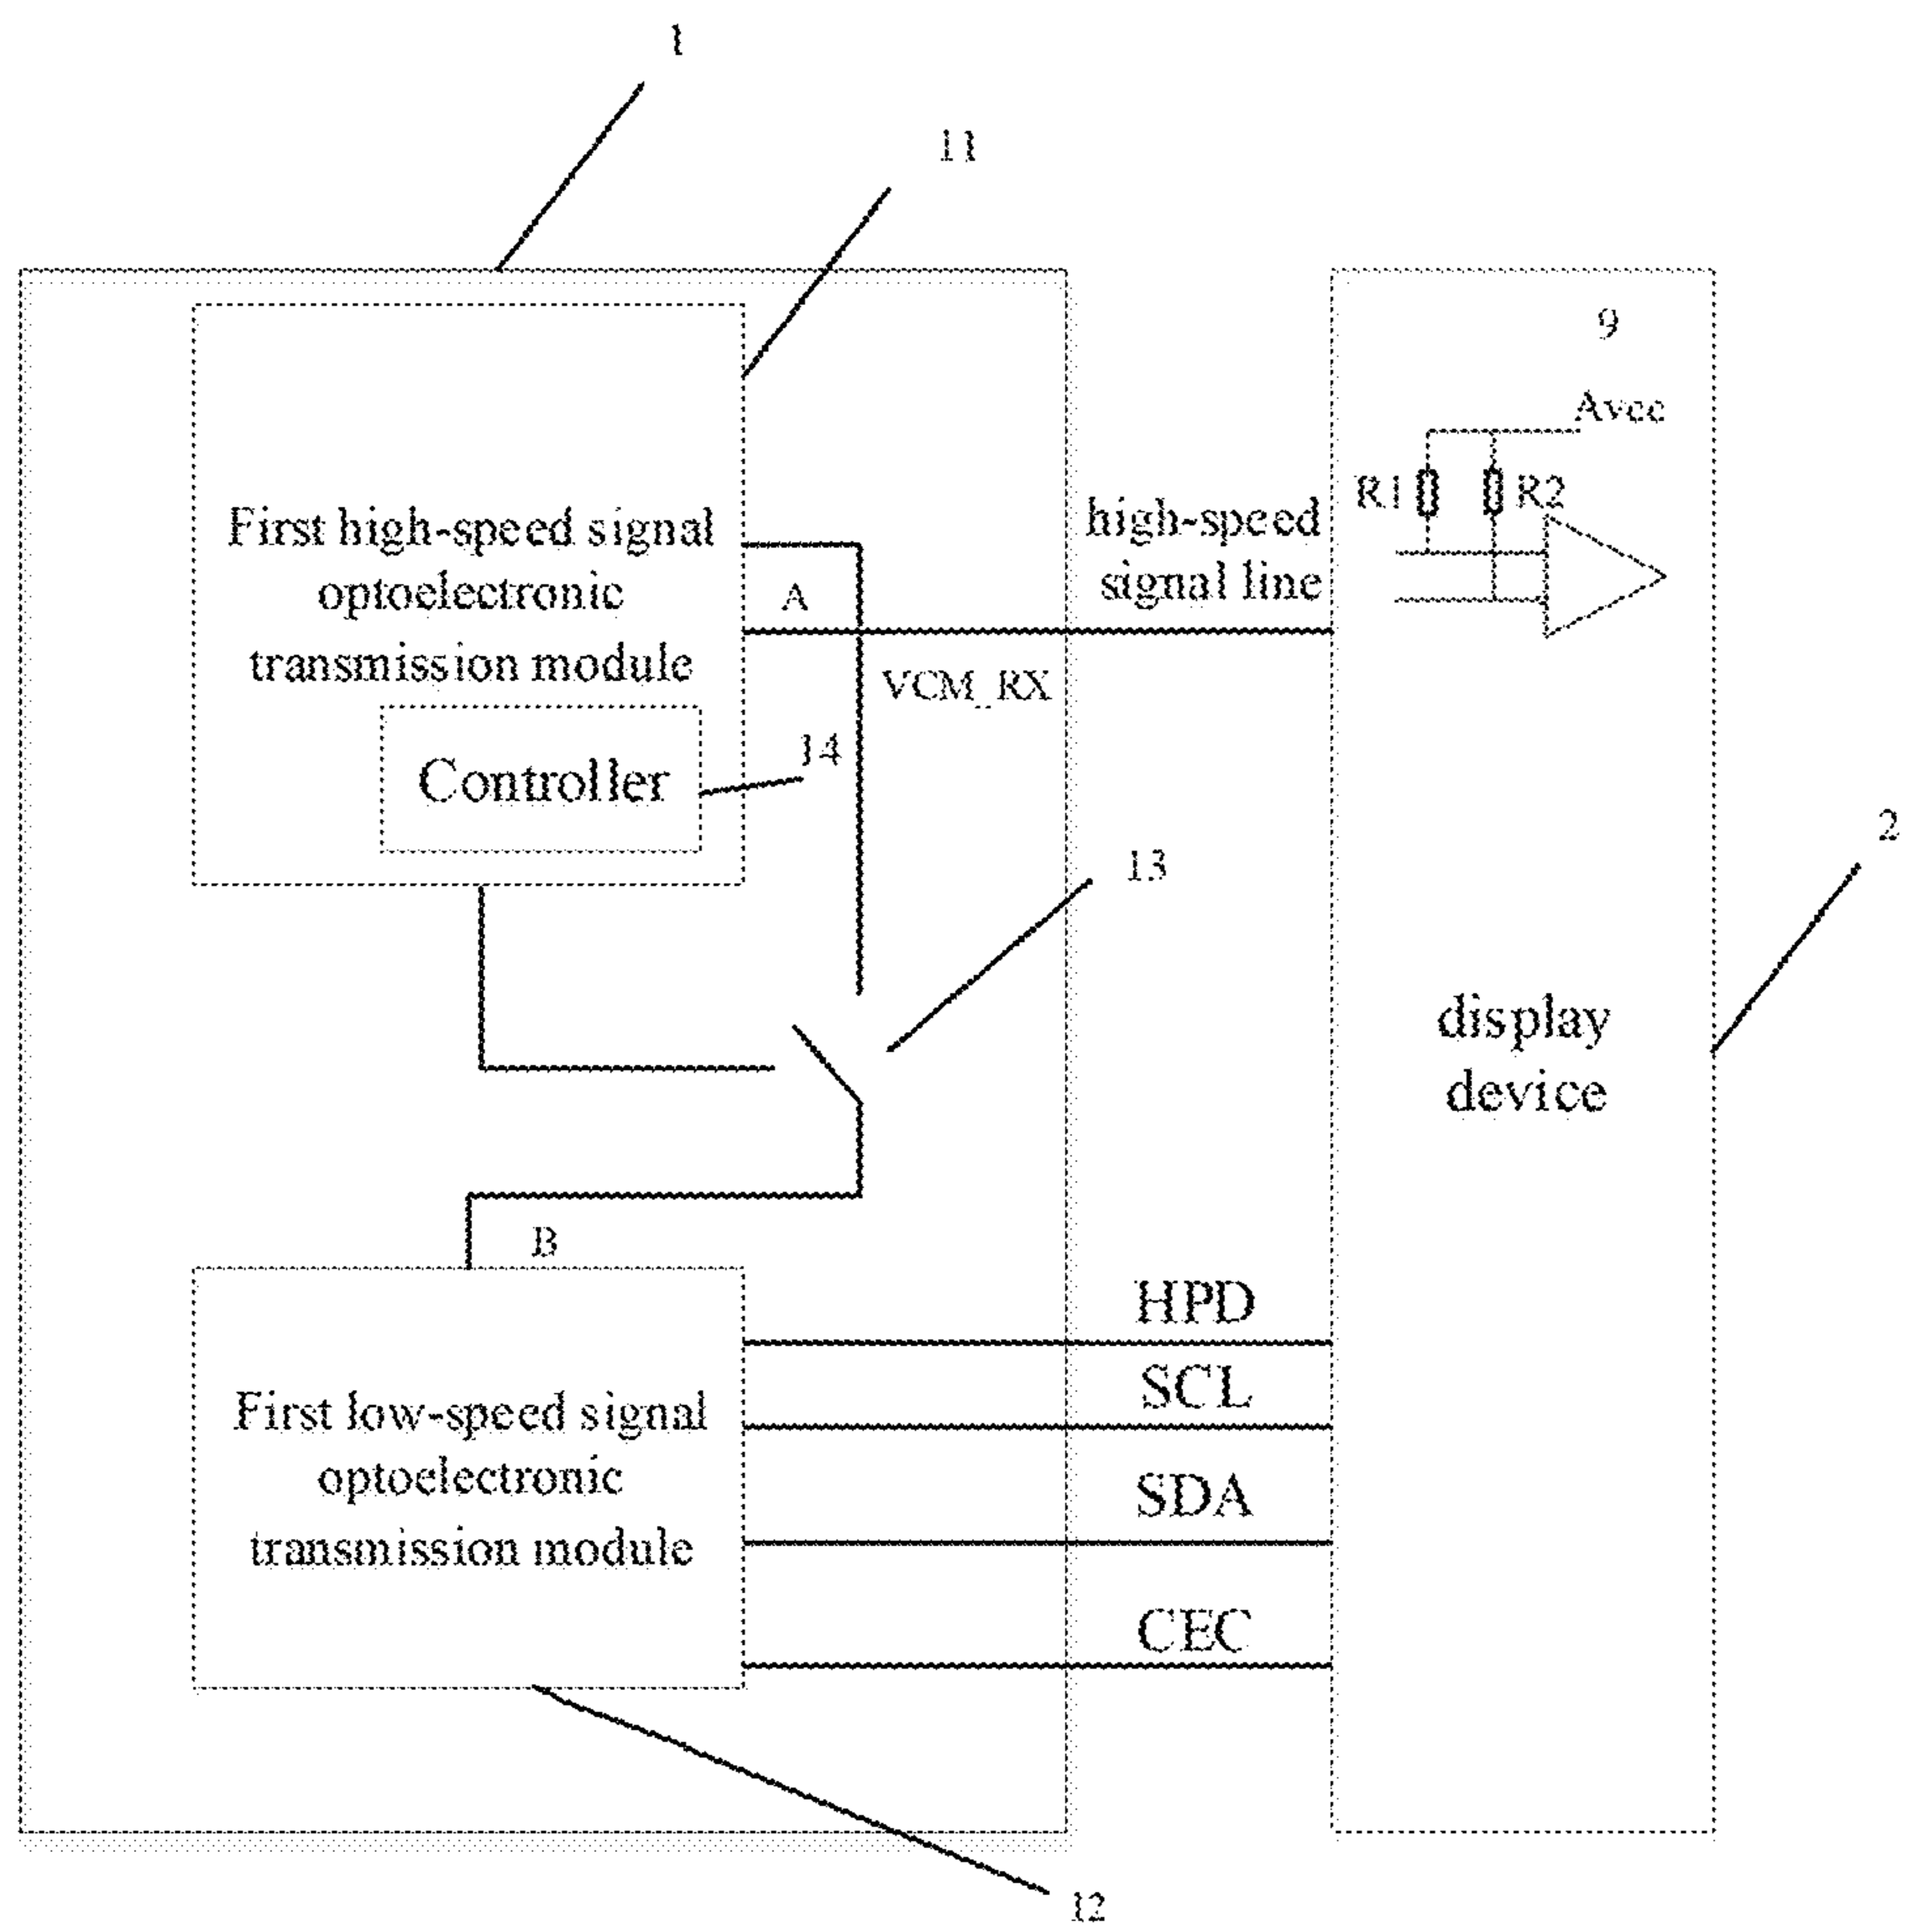 1
11
9
Avcc
R1
R2
First high-speed signal
optoelectronic
transmission module
high-speed
signal line
A
VCM_RX
Controller
14
13
2
display
device
B
HPD
SCL
SDA
CEC
First low-speed signal
optoelectronic
transmission module
12